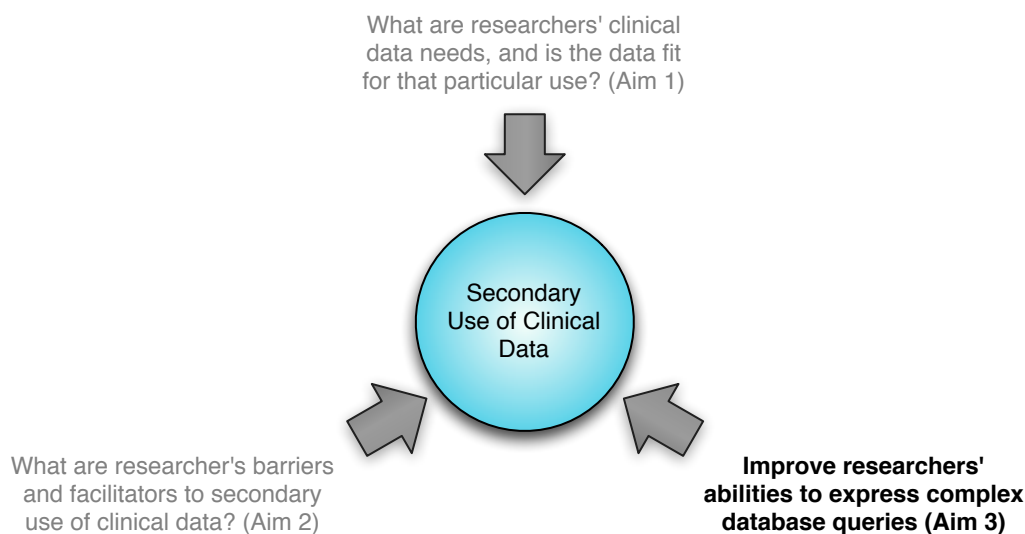 What are researchers' clinical
data needs, and is the data fit
for that particular use? (Aim 1)
Secondary
Use of Clinical
Data
What are researcher's barriers
and facilitators to secondary
use of clinical data? (Aim 2)
Improve researchers'
abilities to express complex
database queries (Aim 3)